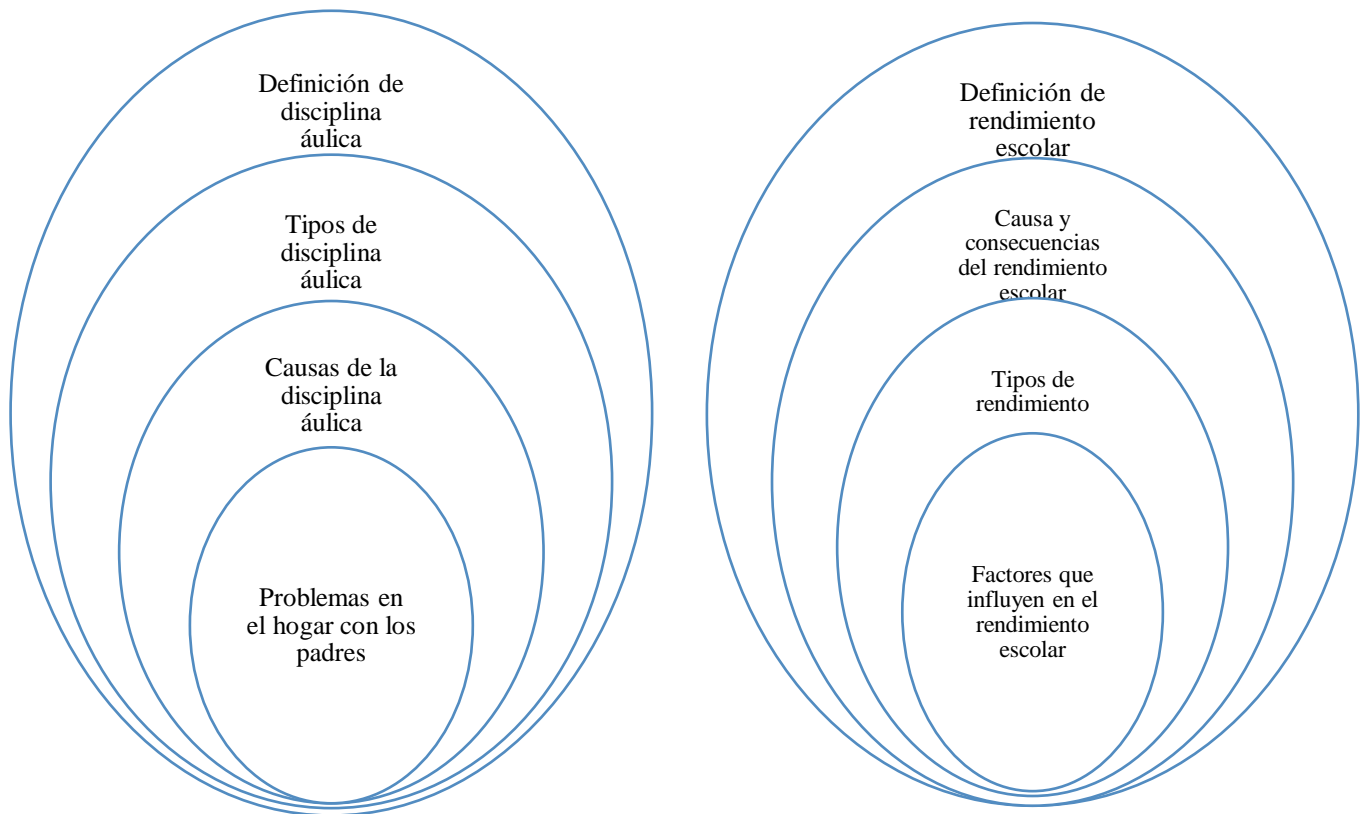 Definición de
disciplina
áulica
Tipos de
disciplina
áulica
Causas de la
disciplina
áulica
Problemas en
el hogar con los
padres
Definición de
rendimiento
escolar
Causa y
consecuencias
del rendimiento
escolar
Tipos de
rendimiento
Factores que
influyen en el
rendimiento
escolar